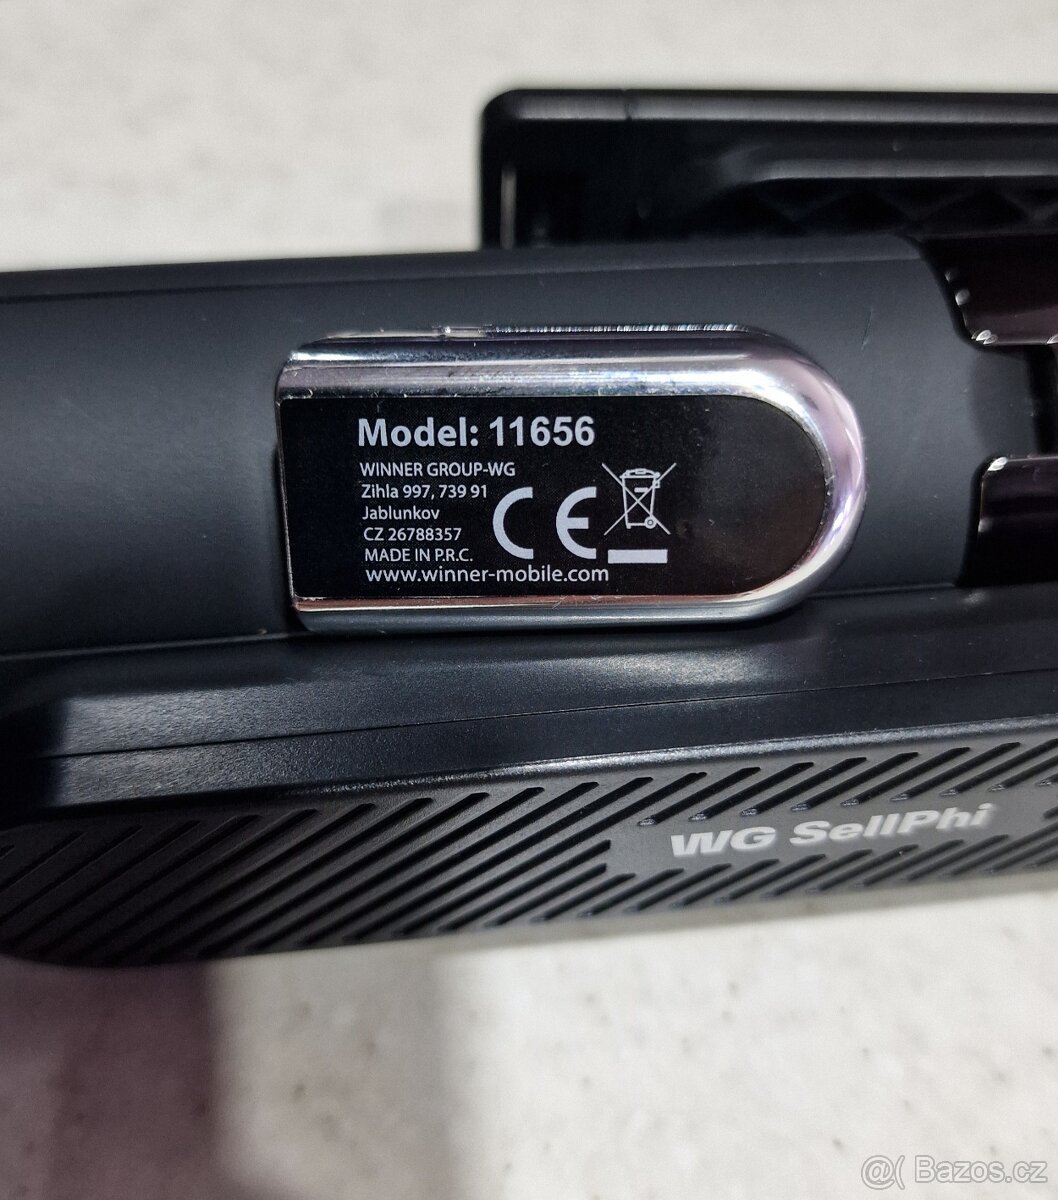 Model: 11656
WINNER GROUP-WG
Zihla 997, 739 91
Jablunkov
CZ 26788357
MADE IN P.R.C.
www.winner-mobile.com
CE
WG SellPhi
@( Bazos.cz